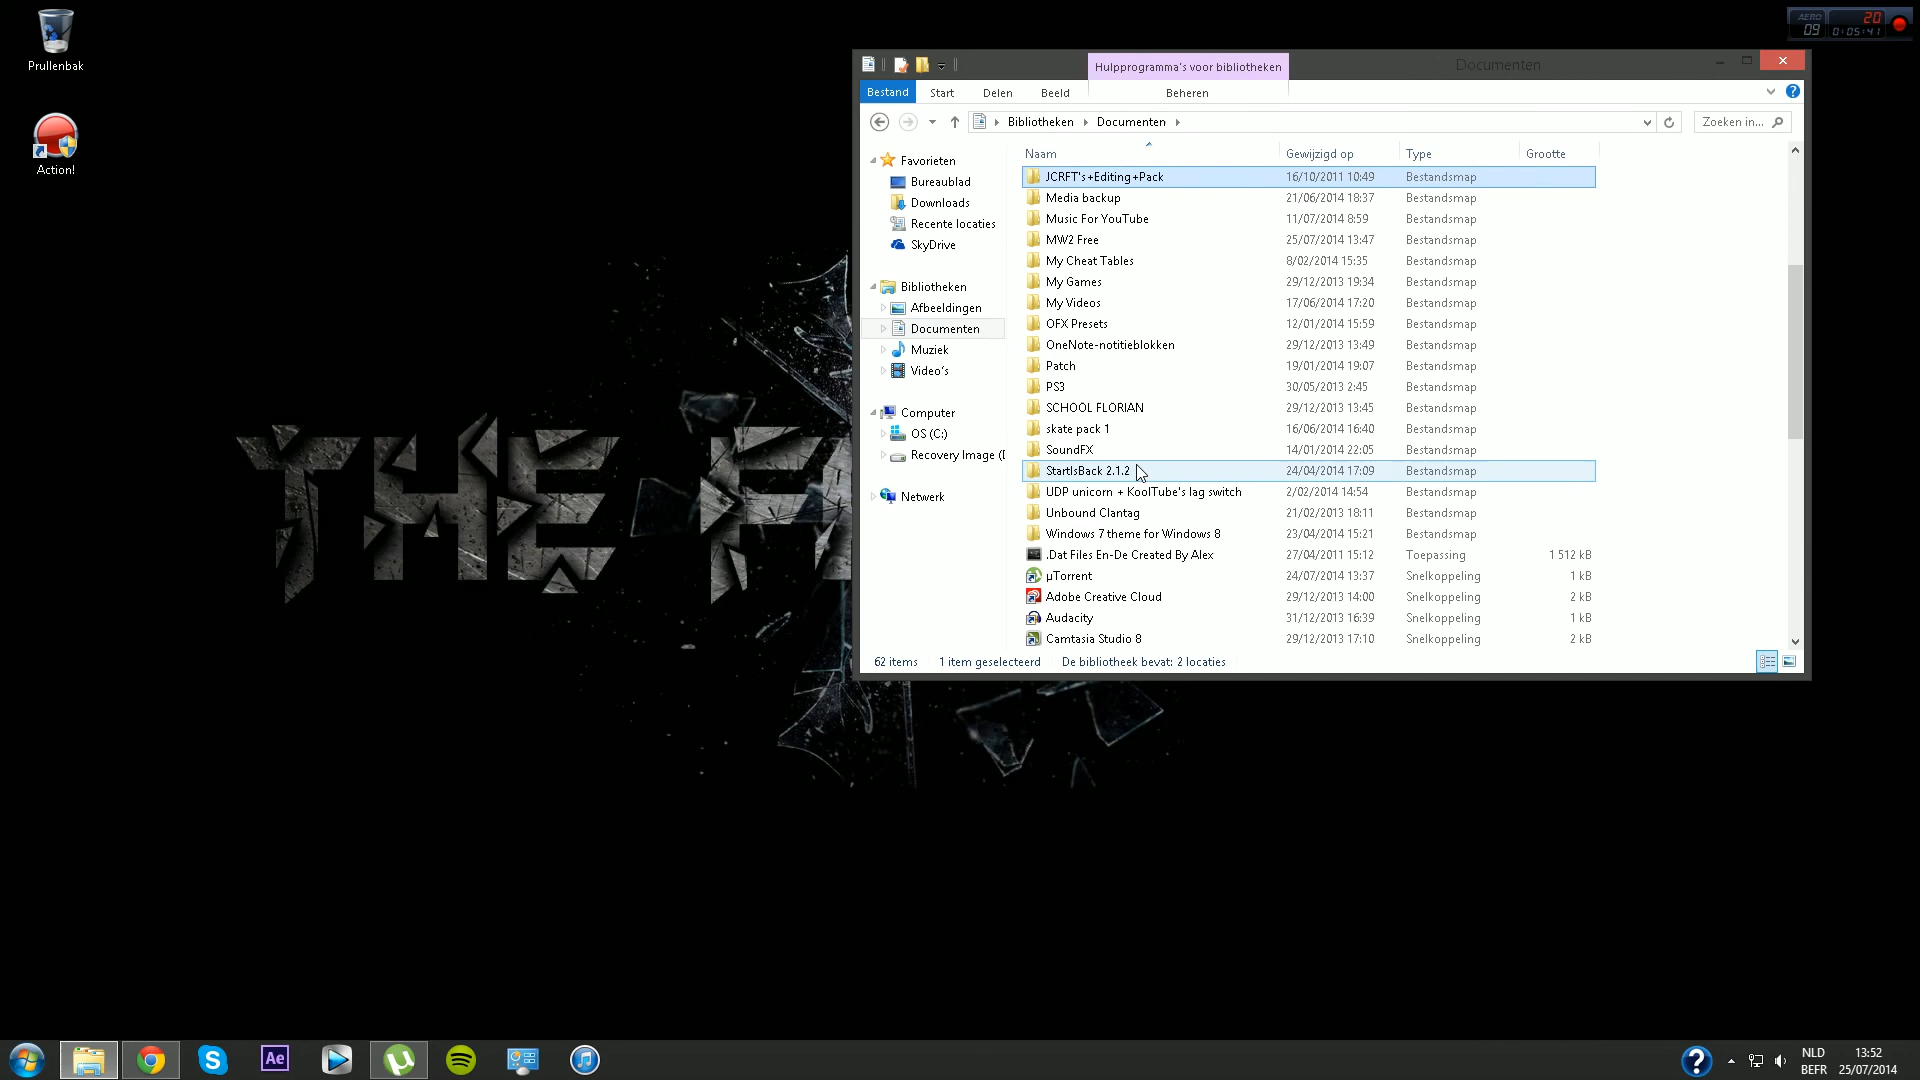 Prullenbak
Action!
AERO
09
20
0:05:41
Hulpprogramma's voor bibliotheken
Documenten
Bestand
Start
Delen
Beeld
Beheren
Bibliotheken
Documenten
Zoeken in...
Favorieten
Bureaublad
Downloads
Recente locaties
SkyDrive
Bibliotheken
Afbeeldingen
Documenten
Muziek
Video's
Computer
OS (C:)
Recovery Image (
Netwerk
Naam Gewijzigd op Type Grootte
JCRFT's+Editing+Pack 16/10/2011 10:49 Bestandsmap
Media backup 21/06/2014 18:37 Bestandsmap
Music For YouTube 11/07/2014 8:59 Bestandsmap
MW2 Free 25/07/2014 13:47 Bestandsmap
My Cheat Tables 8/02/2014 15:35 Bestandsmap
My Games 29/12/2013 19:34 Bestandsmap
My Videos 17/06/2014 17:20 Bestandsmap
OFX Presets 12/01/2014 15:59 Bestandsmap
OneNote-notitieblokken 29/12/2013 13:49 Bestandsmap
Patch 19/01/2014 19:07 Bestandsmap
PS3 30/05/2013 2:45 Bestandsmap
SCHOOL FLORIAN 29/12/2013 13:45 Bestandsmap
skate pack 1 16/06/2014 16:40 Bestandsmap
SoundFX 14/01/2014 22:05 Bestandsmap
StartIsBack 2.1.2 24/04/2014 17:09 Bestandsmap
UDP unicorn + KoolTube's lag switch 2/02/2014 14:54 Bestandsmap
Unbound Clantag 21/02/2013 18:11 Bestandsmap
Windows 7 theme for Windows 8 23/04/2014 15:21 Bestandsmap
.Dat Files En-De Created By Alex 27/04/2011 15:12 Toepassing 1 512 kB
µTorrent 24/07/2014 13:37 Snelkoppeling 1 kB
Adobe Creative Cloud 29/12/2013 14:00 Snelkoppeling 2 kB
Audacity 31/12/2013 16:39 Snelkoppeling 1 kB
Camtasia Studio 8 29/12/2013 17:10 Snelkoppeling 2 kB
62 items 1 item geselecteerd De bibliotheek bevat: 2 locaties
THE F
Ae
NLD
BEFR
13:52
25/07/2014